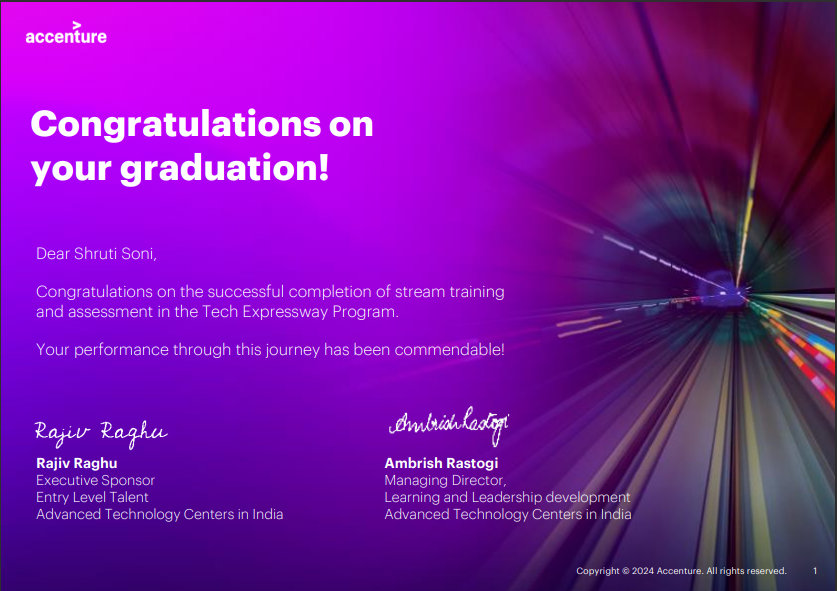 accenture
Congratulations on
your graduation!
Dear Shruti Soni,
Congratulations on the successful completion of stream training
and assessment in the Tech Expressway Program.
Your performance through this journey has been commendable!
Rajiv Raghu
Ambrish Rastogi
Rajiv Raghu
Executive Sponsor
Entry Level Talent
Advanced Technology Centers in India
Ambrish Rastogi
Managing Director,
Learning and Leadership development
Advanced Technology Centers in India
Copyright © 2024 Accenture. All rights reserved.
1